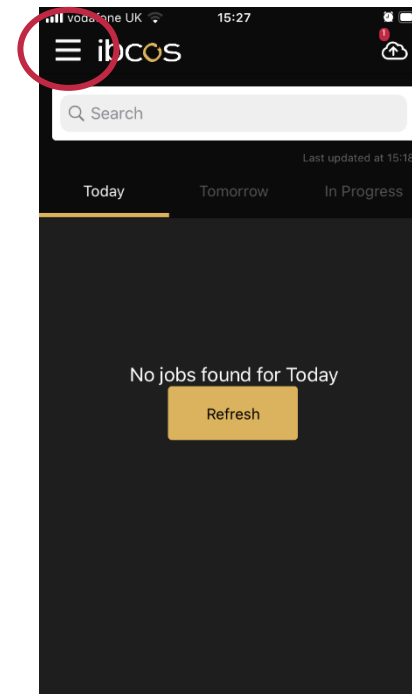 vodafone UK 15:27
ibcos
!
Search
Last updated at 15:18
Today Tomorrow In Progress
No jobs found for Today
Refresh